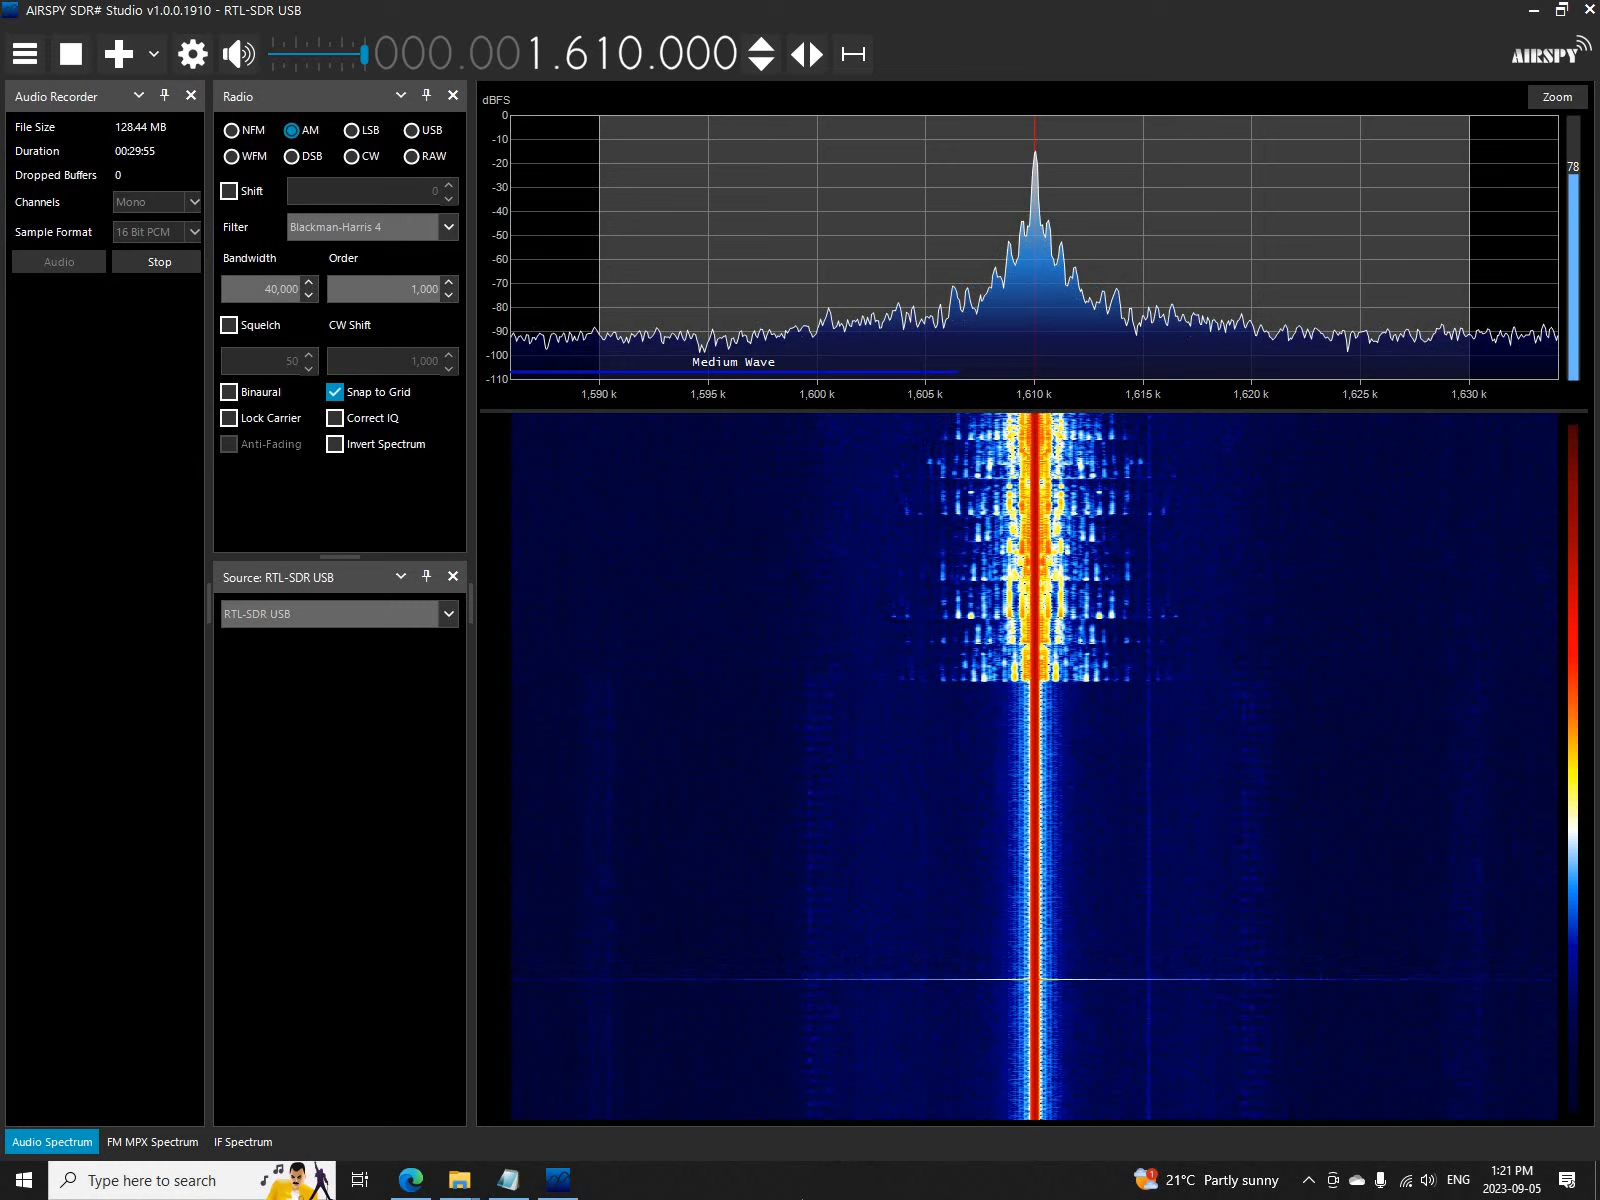 AIRSPY SDR# Studio v1.0.0.1910 - RTL-SDR USB
000.001.610.000
AIRSPY
Audio Recorder
File Size 128.44 MB
Duration 00:29:55
Dropped Buffers 0
Channels Mono
Sample Format 16 Bit PCM
Audio Stop
Radio
NFM AM LSB USB
WFM DSB CW RAW
Shift 0
Filter Blackman-Harris 4
Bandwidth Order
40,000 1,000
Squelch CW Shift
50 1,000
Binaural Snap to Grid
Lock Carrier Correct IQ
Anti-Fading Invert Spectrum
Source: RTL-SDR USB
RTL-SDR USB
dBFS
Zoom
78
0
-10
-20
-30
-40
-50
-60
-70
-80
-90
-100
-110
Medium Wave
1,590 k 1,595 k 1,600 k 1,605 k 1,610 k 1,615 k 1,620 k 1,625 k 1,630 k
Audio Spectrum FM MPX Spectrum IF Spectrum
Type here to search
1
21°C Partly sunny
ENG
1:21 PM
2023-09-05